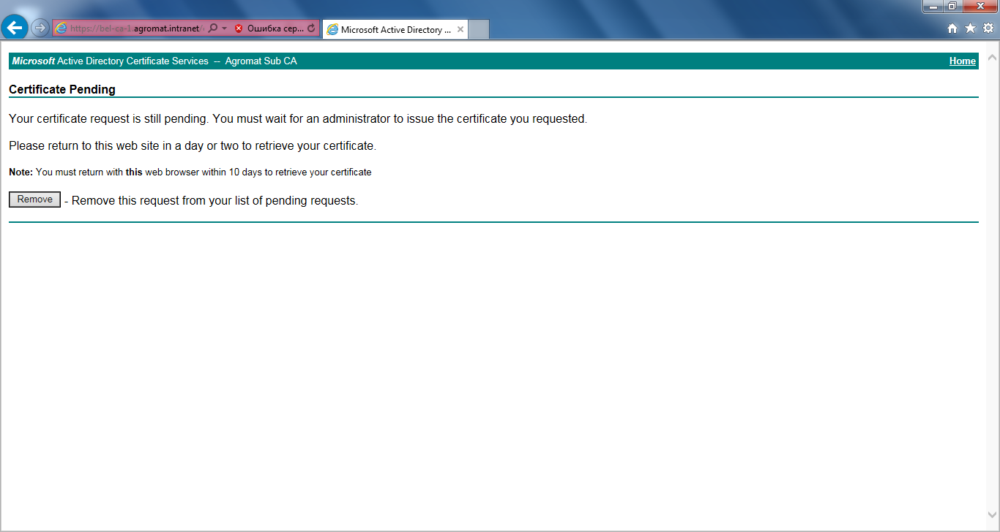 https://bel-ca-1.agromat.intranet/ Ошибка сер... Microsoft Active Directory ...
Microsoft Active Directory Certificate Services -- Agromat Sub CA Home
Certificate Pending
Your certificate request is still pending. You must wait for an administrator to issue the certificate you requested.
Please return to this web site in a day or two to retrieve your certificate.
Note: You must return with this web browser within 10 days to retrieve your certificate
Remove - Remove this request from your list of pending requests.